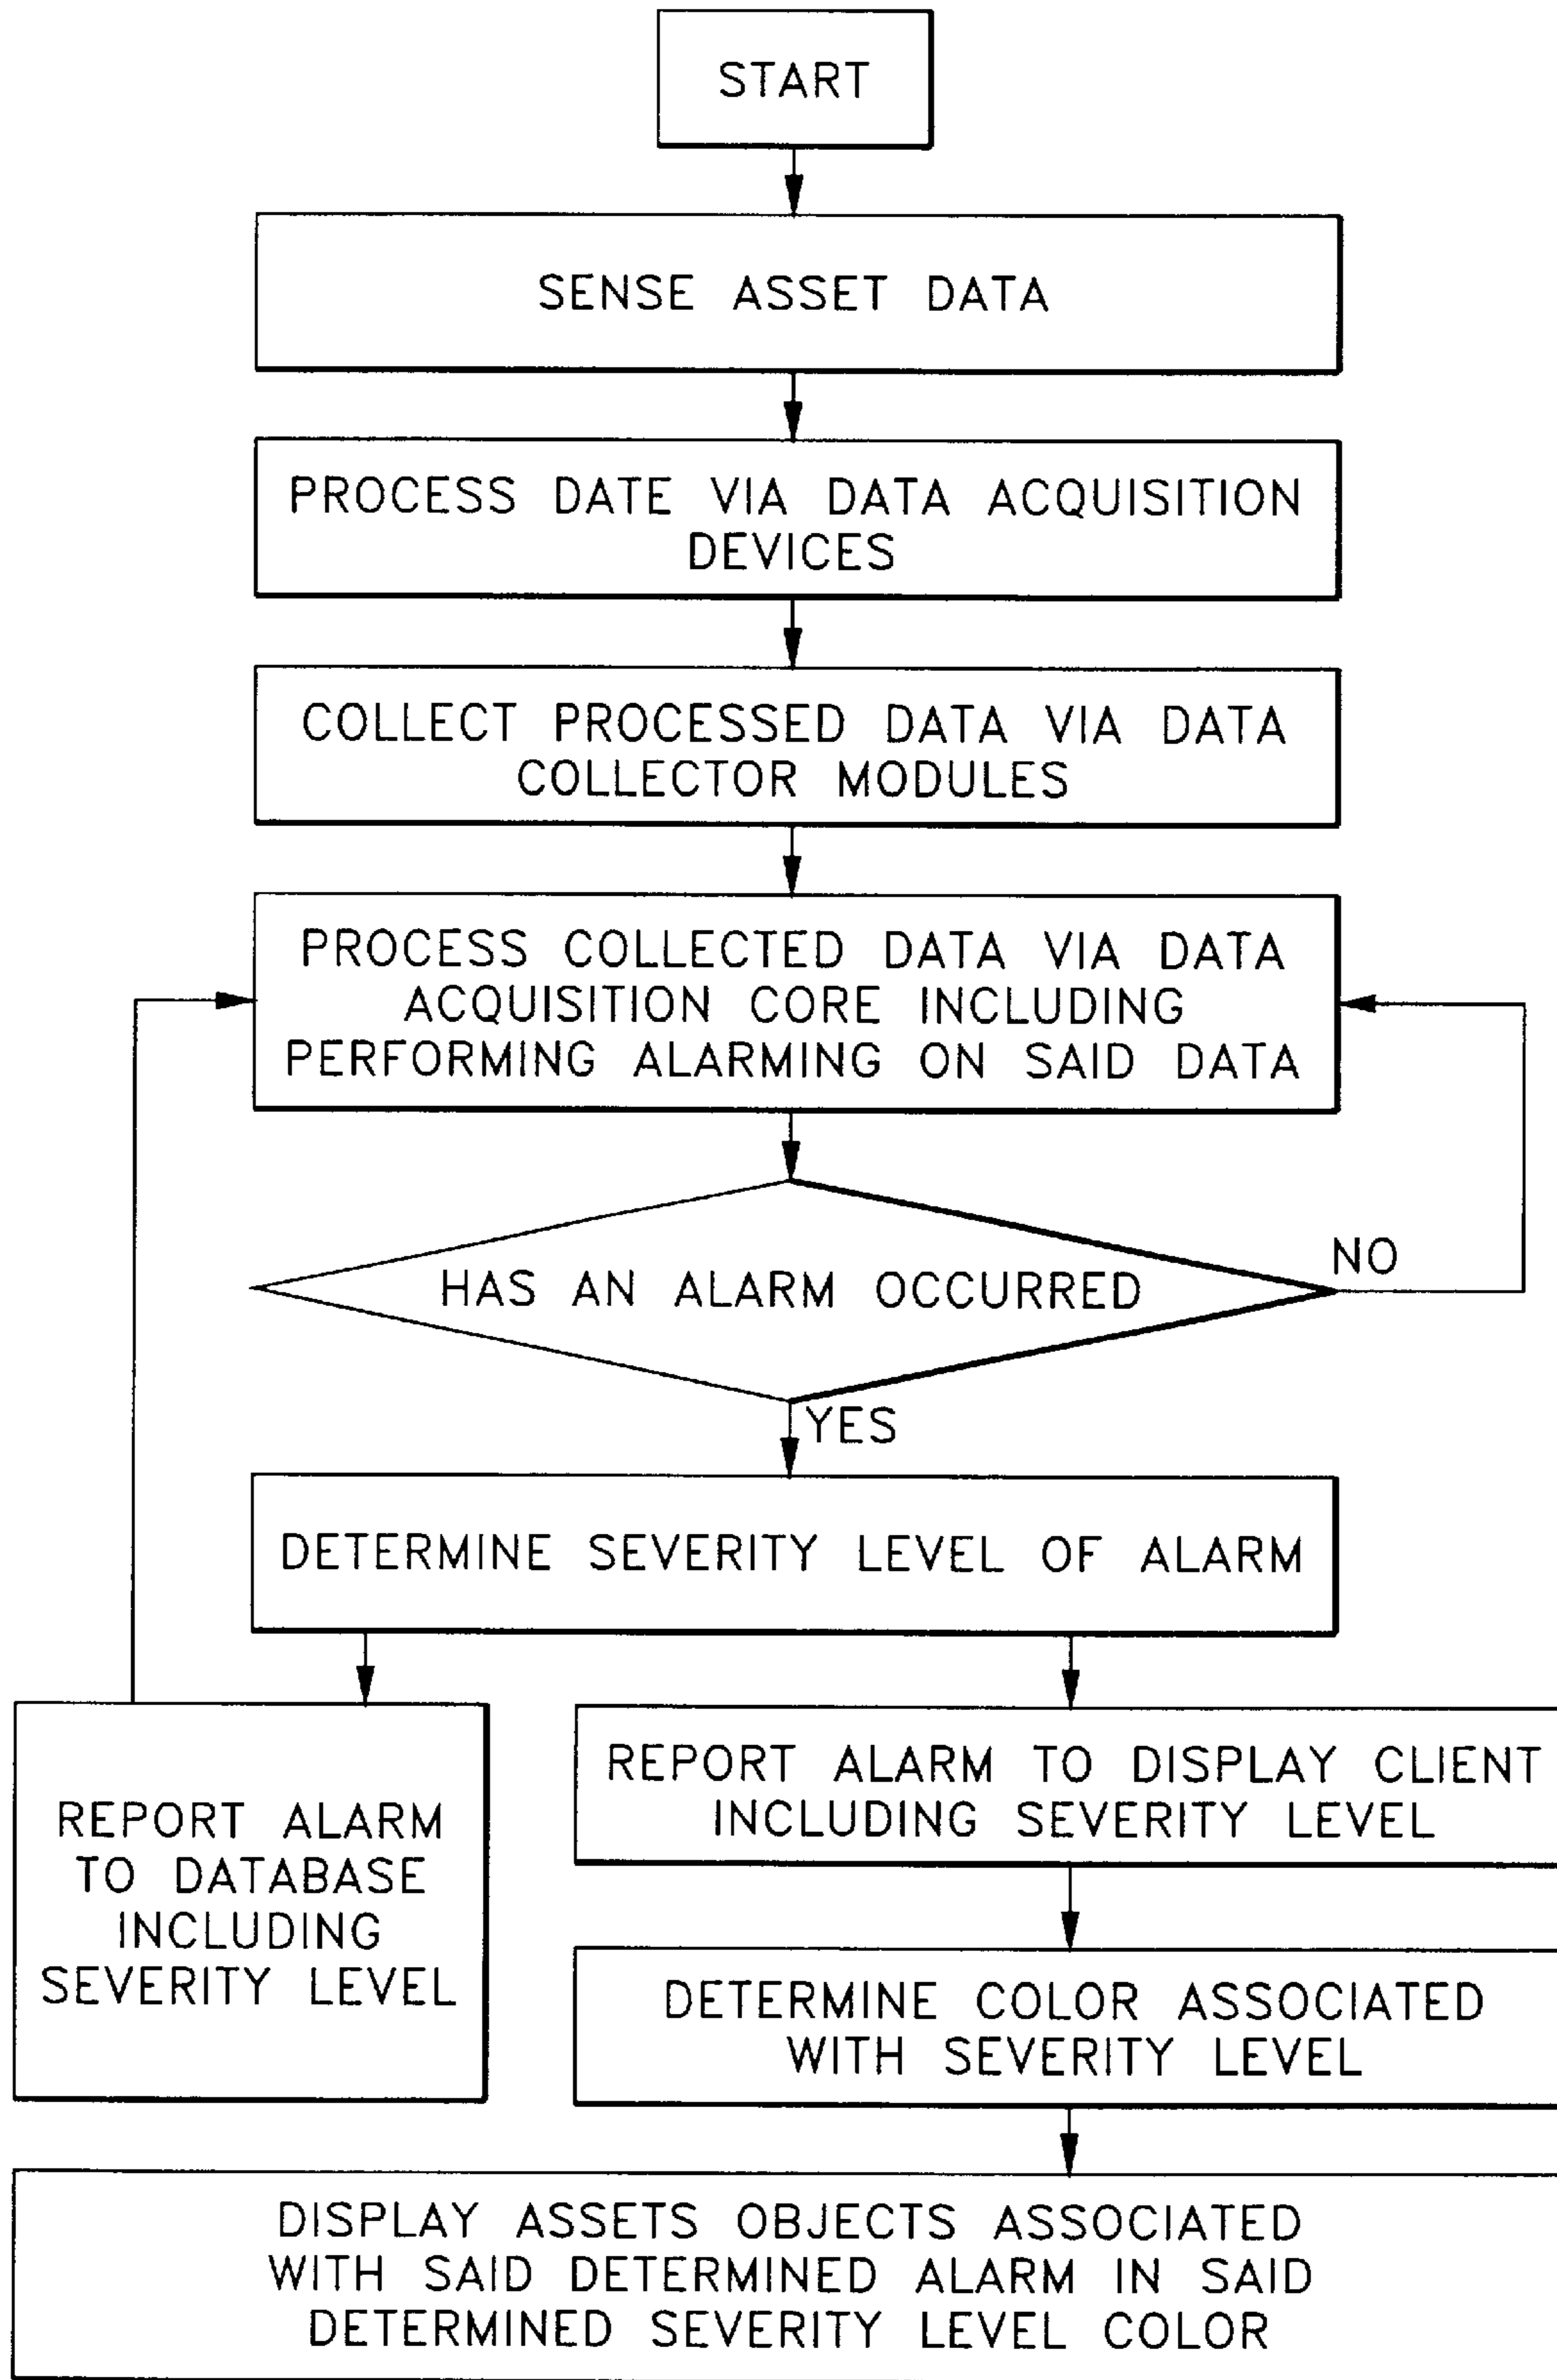 START
SENSE ASSET DATA
PROCESS DATE VIA DATA ACQUISITION
DEVICES
COLLECT PROCESSED DATA VIA DATA
COLLECTOR MODULES
PROCESS COLLECTED DATA VIA DATA
ACQUISITION CORE INCLUDING
PERFORMING ALARMING ON SAID DATA
HAS AN ALARM OCCURRED
NO
YES
DETERMINE SEVERITY LEVEL OF ALARM
REPORT ALARM
TO DATABASE
INCLUDING
SEVERITY LEVEL
REPORT ALARM TO DISPLAY CLIENT
INCLUDING SEVERITY LEVEL
DETERMINE COLOR ASSOCIATED
WITH SEVERITY LEVEL
DISPLAY ASSETS OBJECTS ASSOCIATED
WITH SAID DETERMINED ALARM IN SAID
DETERMINED SEVERITY LEVEL COLOR